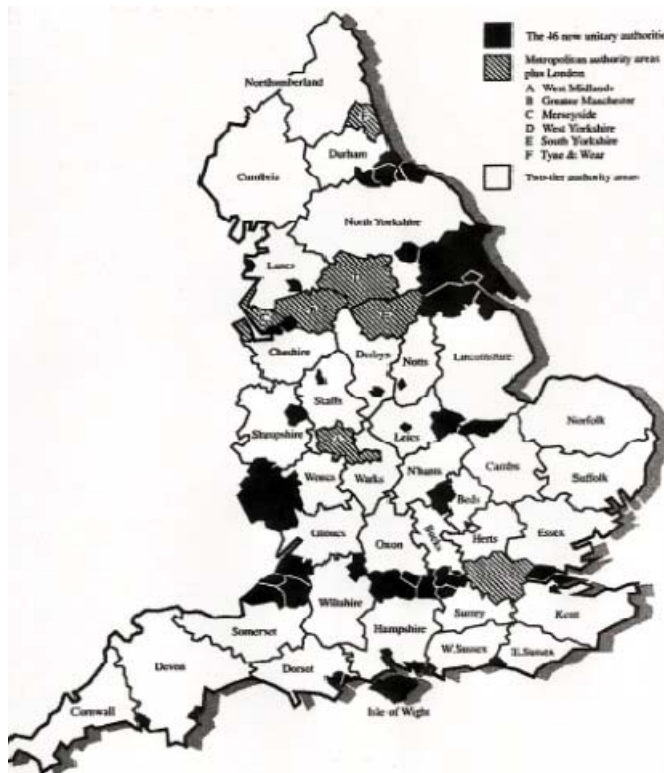 The 46 new unitary authoritie
Metropolitan authority areas
plus London
A West Midlands
B Greater Manchester
C Merseyside
D West Yorkshire
E South Yorkshire
F Tyne & Wear
Two-tier authority areas
Northumberland
Durham
Cumbria
North Yorkshire
Lancs
Cheshire
Derbys
Notts
Lincolnshire
Staffs
Shropshire
Leics
Norfolk
Worcs
Warks
N'hants
Cambs
Suffolk
Beds
Gloucs
Oxon
Bucks
Herts
Essex
Wiltshire
Surrey
Kent
Somerset
Hampshire
W.Sussex
E.Sussex
Devon
Dorset
Cornwall
Isle of Wight